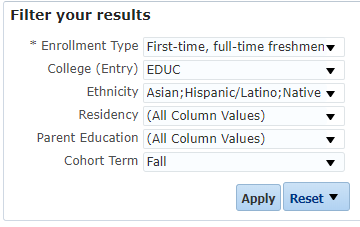 Filter your results
* Enrollment Type First-time, full-time freshmen
College (Entry) EDUC
Ethnicity Asian;Hispanic/Latino;Native
Residency (All Column Values)
Parent Education (All Column Values)
Cohort Term Fall
Apply Reset